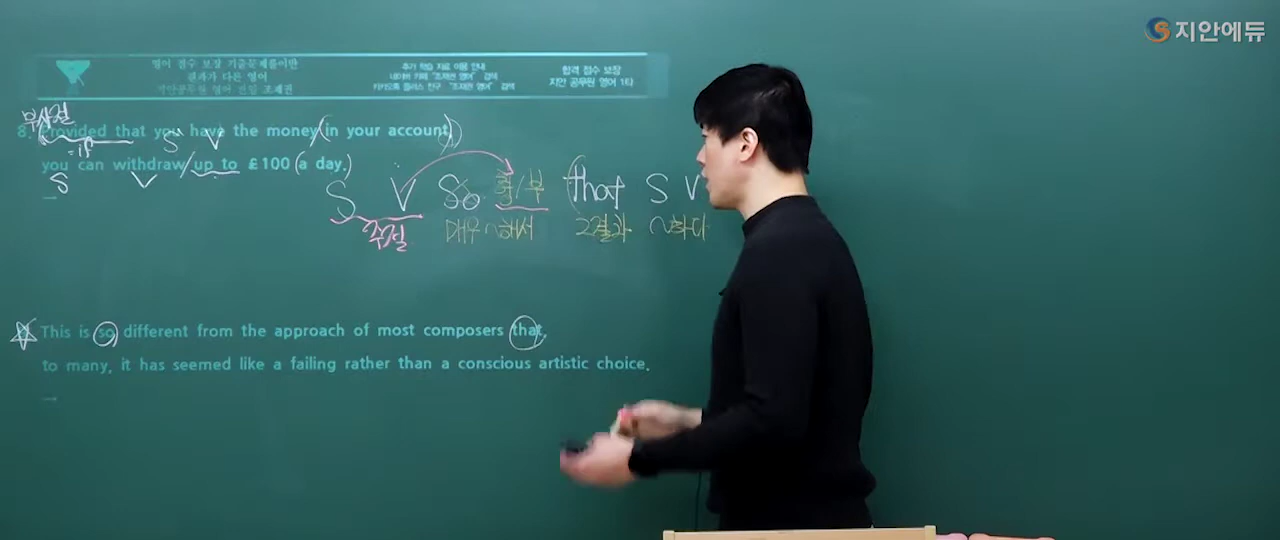 지안에듀
영어 점수 보장 기출문제풀이반
결과가 다른 영어
지안공무원 영어 전임 조재권
추가 학습 자료 이용 안내
네이버 카페 "조재권 영어" 검색
카카오톡 플러스 친구 "조재권 영어" 검색
합격 점수 보장
지안 공무원 영어 1타
부사절
8. Provided that you have the money in your account,
= if S V
you can withdraw up to £100 a day.
S V
→
S V so 형/부 that S V
주절 매우 ~해서 그 결과 ~하다
This is so different from the approach of most composers that,
to many, it has seemed like a failing rather than a conscious artistic choice.
→